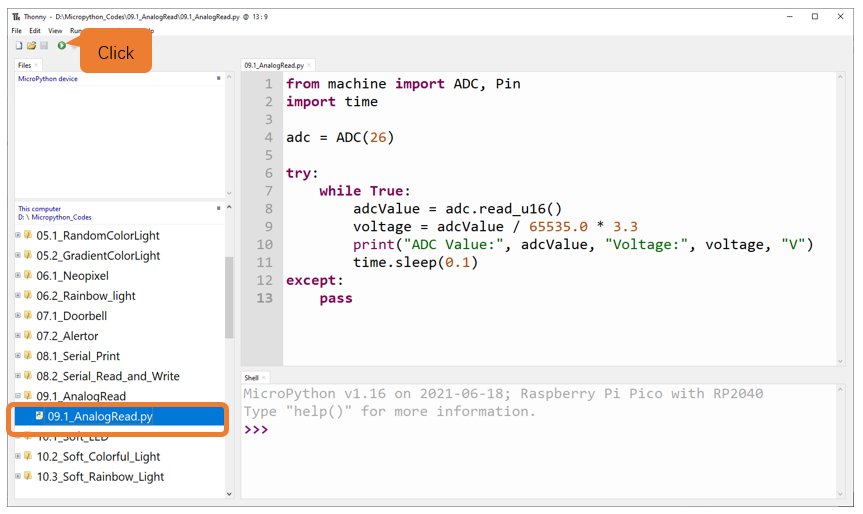 Thonny - D:\Micropython_Codes\09.1_AnalogRead\09.1_AnalogRead.py @ 13 : 9
File Edit View Run
Click
Files
MicroPython device
This computer
D: \ Micropython_Codes
05.1_RandomColorLight
05.2_GradientColorLight
06.1_Neopixel
06.2_Rainbow_light
07.1_Doorbell
07.2_Alertor
08.1_Serial_Print
08.2_Serial_Read_and_Write
09.1_AnalogRead
09.1_AnalogRead.py
10.1_Soft_LED
10.2_Soft_Colorful_Light
10.3_Soft_Rainbow_Light
09.1_AnalogRead.py
1 from machine import ADC, Pin
2 import time
3
4 adc = ADC(26)
5
6 try:
7 while True:
8 adcValue = adc.read_u16()
9 voltage = adcValue / 65535.0 * 3.3
10 print("ADC Value:", adcValue, "Voltage:", voltage, "V")
11 time.sleep(0.1)
12 except:
13 pass
Shell
MicroPython v1.16 on 2021-06-18; Raspberry Pi Pico with RP2040
Type "help()" for more information.
>>>